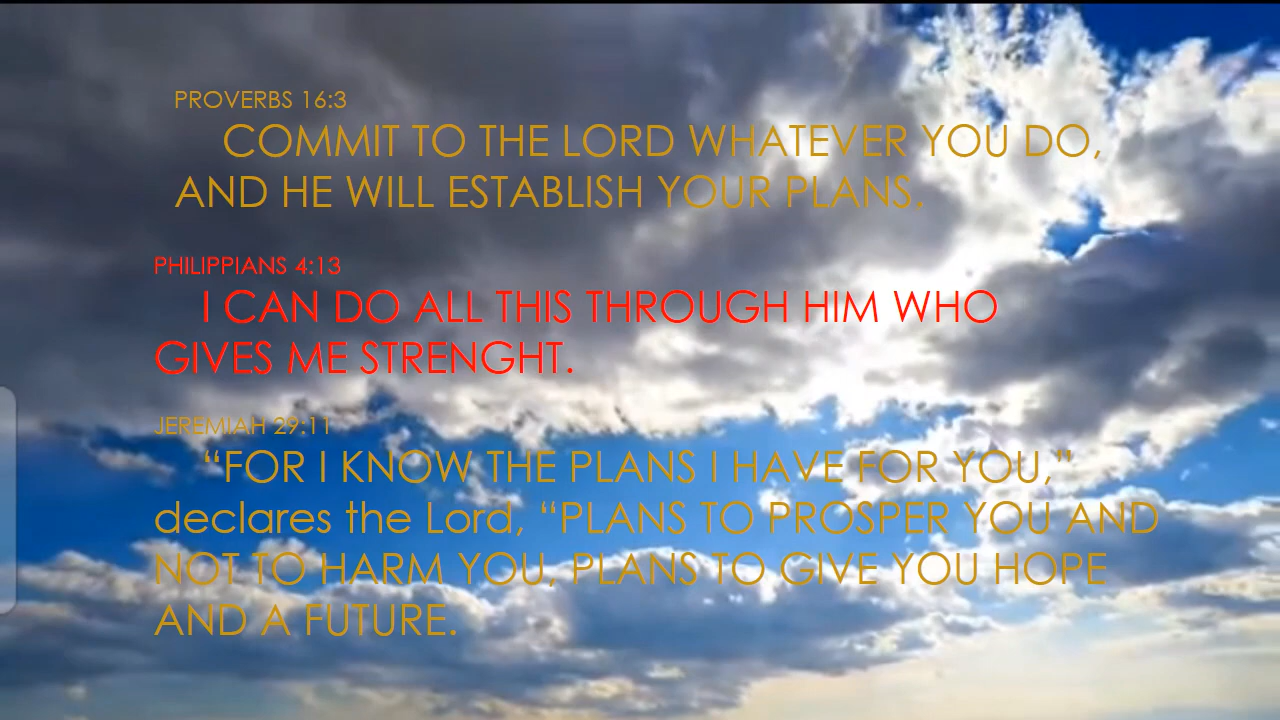 PROVERBS 16:3
COMMIT TO THE LORD WHATEVER YOU DO,
AND HE WILL ESTABLISH YOUR PLANS.
PHILIPPIANS 4:13
I CAN DO ALL THIS THROUGH HIM WHO
GIVES ME STRENGHT.
JEREMIAH 29:11
“FOR I KNOW THE PLANS I HAVE FOR YOU,”
declares the Lord, “PLANS TO PROSPER YOU AND
NOT TO HARM YOU, PLANS TO GIVE YOU HOPE
AND A FUTURE.